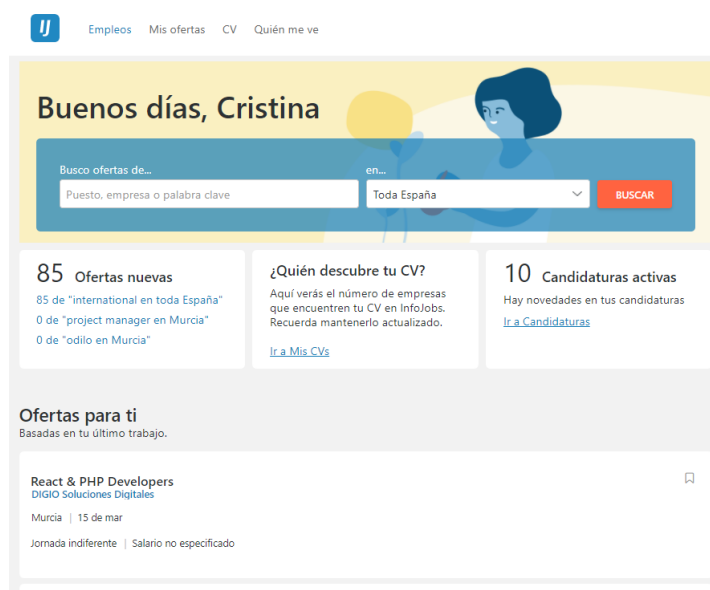 IJ
Empleos Mis ofertas CV Quién me ve
Buenos días, Cristina
Busco ofertas de...
en...
Puesto, empresa o palabra clave
Toda España
BUSCAR
85 Ofertas nuevas
85 de "international en toda España"
0 de "project manager en Murcia"
0 de "odilo en Murcia"
¿Quién descubre tu CV?
Aquí verás el número de empresas
que encuentren tu CV en InfoJobs.
Recuerda mantenerlo actualizado.
Ir a Mis CVs
10 Candidaturas activas
Hay novedades en tus candidaturas
Ir a Candidaturas
Ofertas para ti
Basadas en tu último trabajo.
React & PHP Developers
DIGIO Soluciones Digitales
Murcia | 15 de mar
Jornada indiferente | Salario no especificado